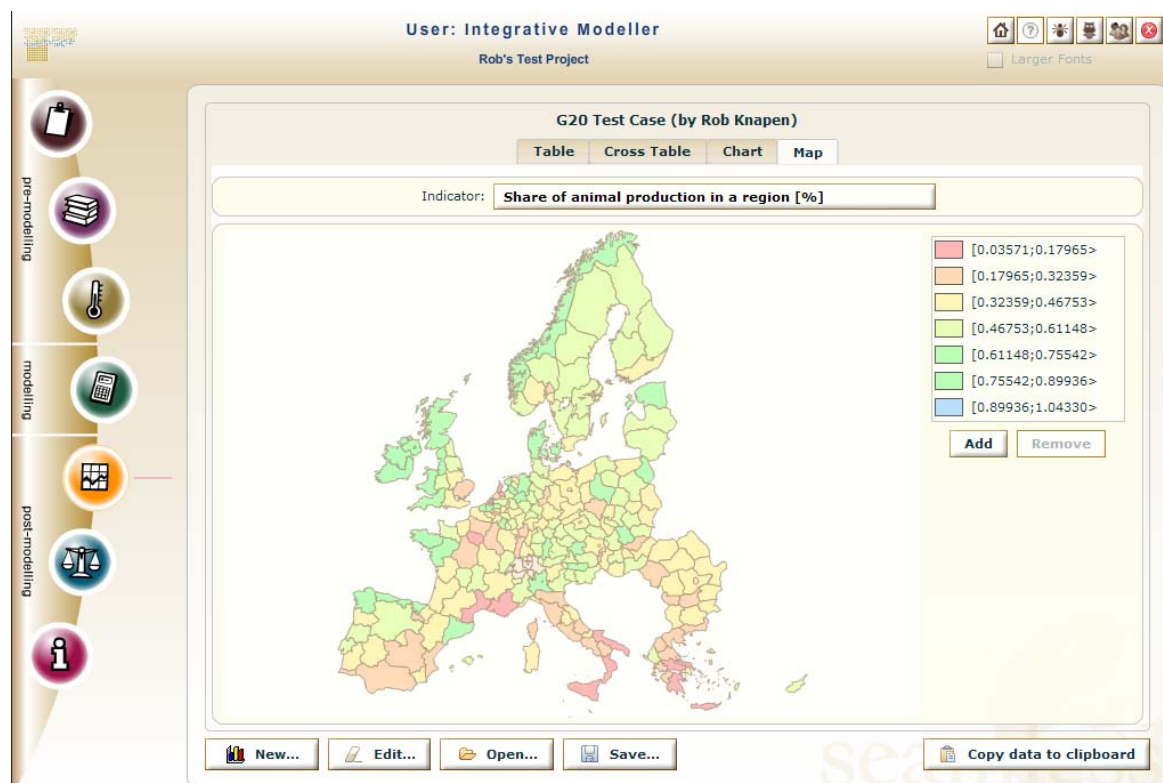 User: Integrative Modeller
Rob's Test Project
Larger Fonts
pre-modelling
modelling
post-modelling
G20 Test Case (by Rob Knapen)
Table Cross Table Chart Map
Indicator: Share of animal production in a region [%]
[0.03571;0.17965>
[0.17965;0.32359>
[0.32359;0.46753>
[0.46753;0.61148>
[0.61148;0.75542>
[0.75542;0.89936>
[0.89936;1.04330>
Add Remove
New... Edit... Open... Save... Copy data to clipboard